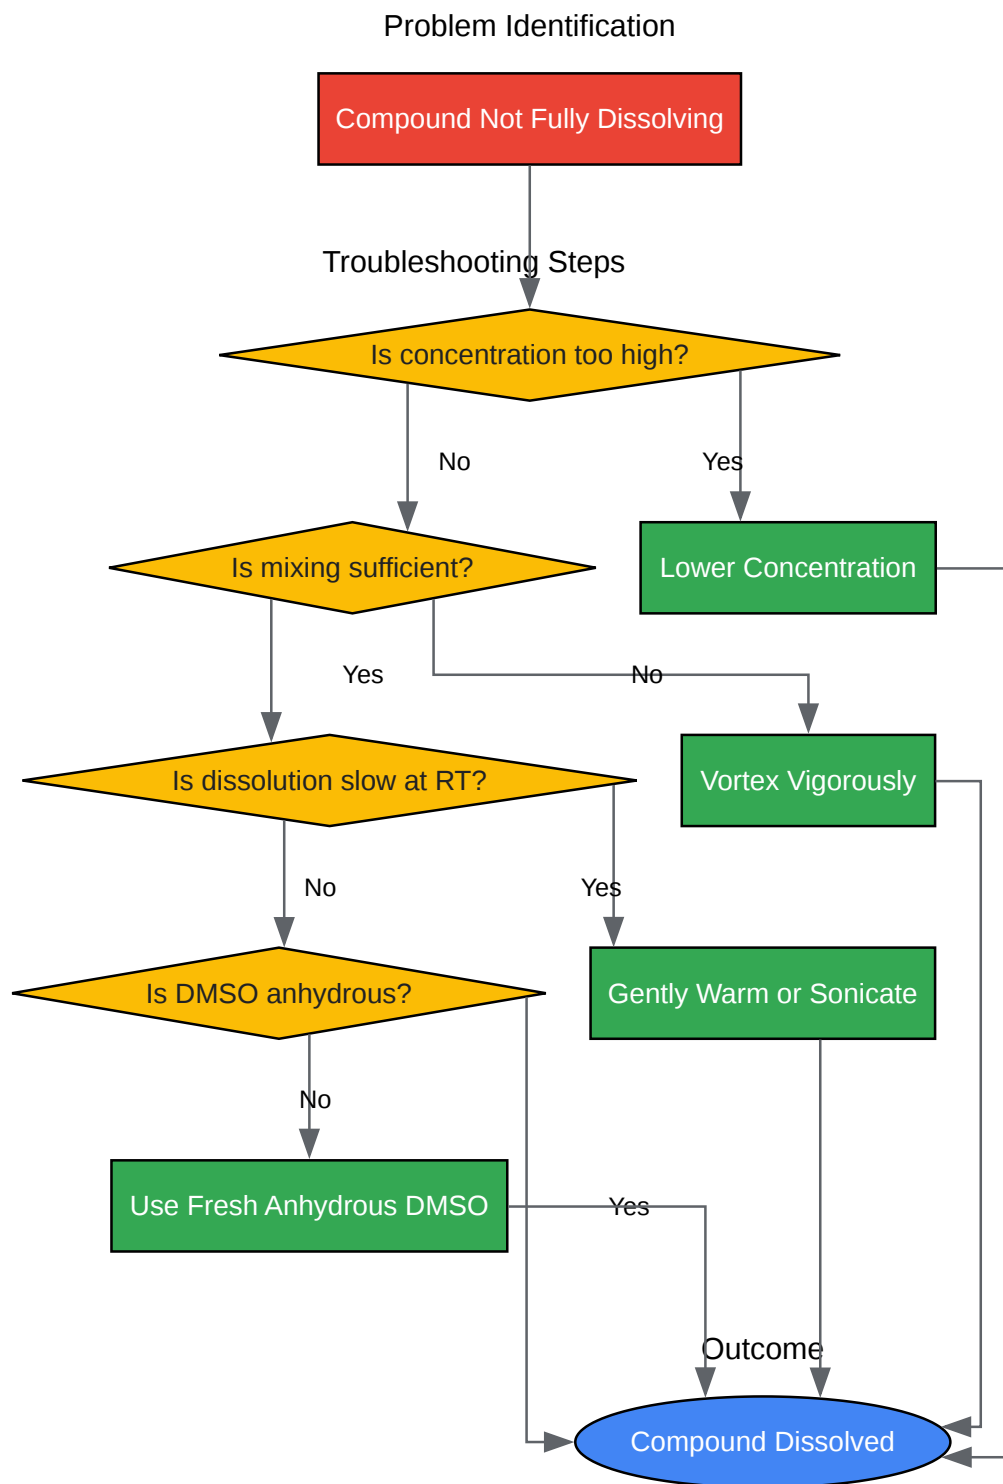 Problem Identification
Compound Not Fully Dissolving
Troubleshooting Steps
Is concentration too high?
No
Yes
Is mixing sufficient?
Lower Concentration
Yes
No
Is dissolution slow at RT?
Vortex Vigorously
No
Yes
Is DMSO anhydrous?
Gently Warm or Sonicate
No
Use Fresh Anhydrous DMSO
Yes
Outcome
Compound Dissolved